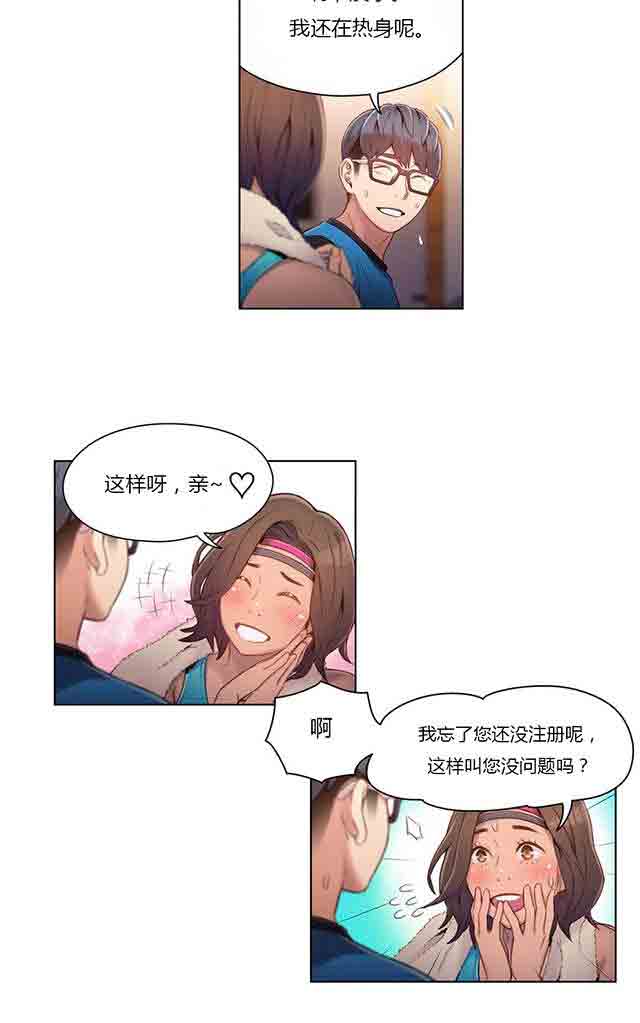 我还在热身呢。
这样呀，亲~♡
啊
我忘了您还没注册呢，
这样叫您没问题吗？